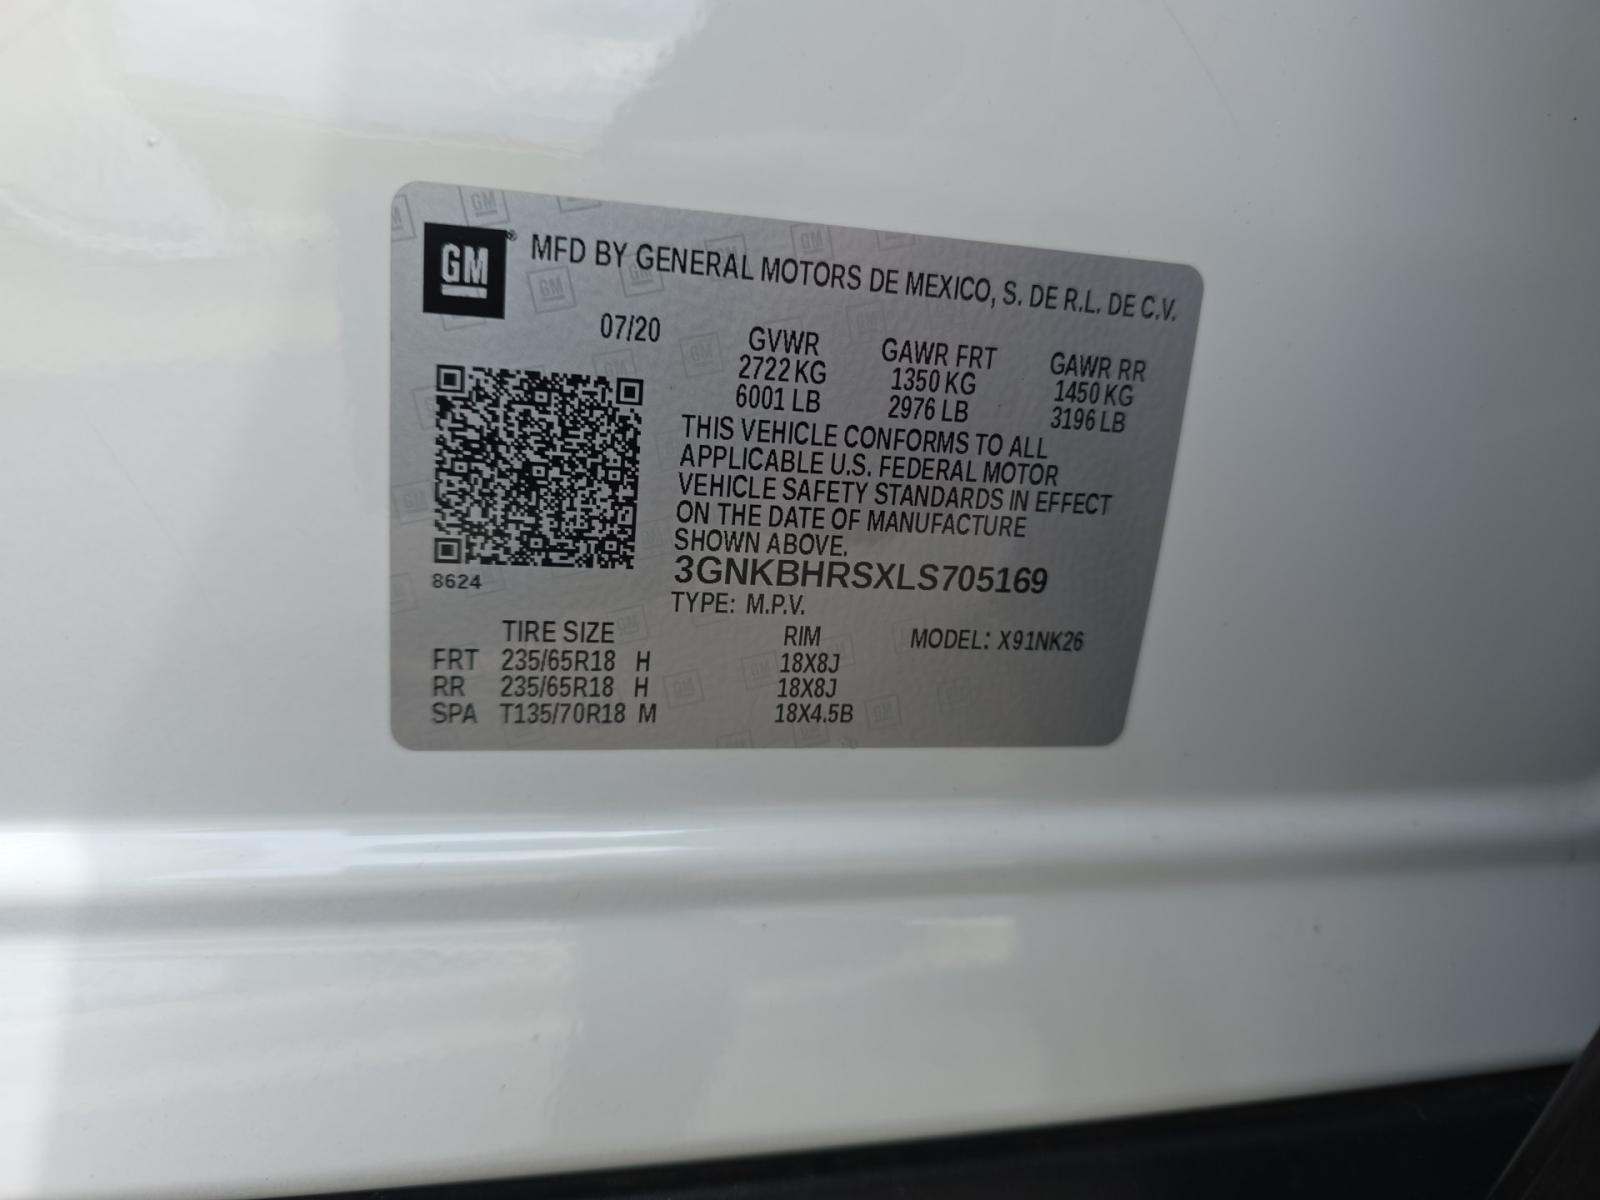 GM® MFD BY GENERAL MOTORS DE MEXICO, S. DE R.L. DE C.V.
07/20 GVWR GAWR FRT GAWR RR
2722 KG 1350 KG 1450 KG
6001 LB 2976 LB 3196 LB
THIS VEHICLE CONFORMS TO ALL
APPLICABLE U.S. FEDERAL MOTOR
VEHICLE SAFETY STANDARDS IN EFFECT
ON THE DATE OF MANUFACTURE
SHOWN ABOVE.
8624 3GNKBHRSXLS705169
TYPE: M.P.V.
TIRE SIZE RIM MODEL: X91NK26
FRT 235/65R18 H 18X8J
RR 235/65R18 H 18X8J
SPA T135/70R18 M 18X4.5B